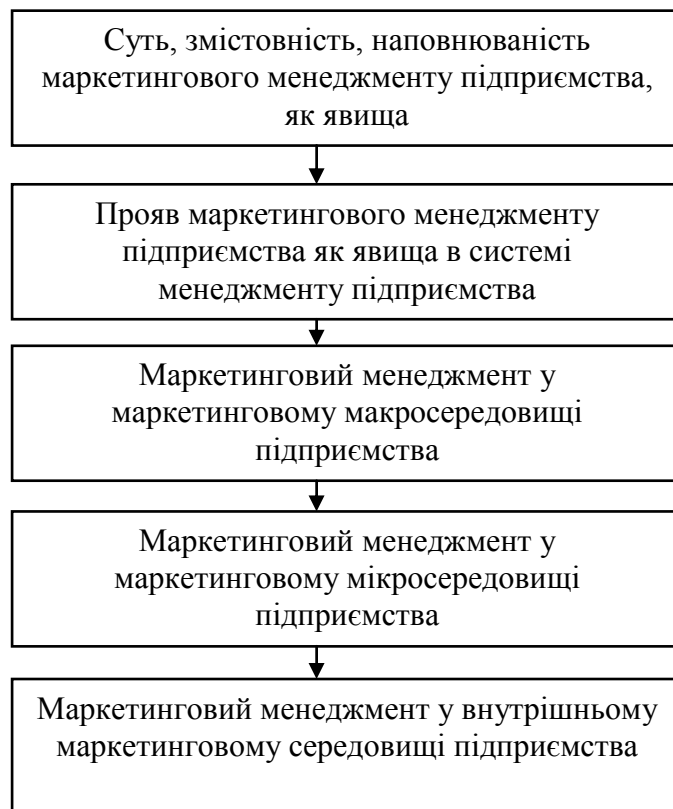 Суть, змістовність, наповнюваність
маркетингового менеджменту підприємства,
як явища
Прояв маркетингового менеджменту
підприємства як явища в системі
менеджменту підприємства
Маркетинговий менеджмент у
маркетинговому макросередовищі
підприємства
Маркетинговий менеджмент у
маркетинговому мікросередовищі
підприємства
Маркетинговий менеджмент у внутрішньому
маркетинговому середовищі підприємства